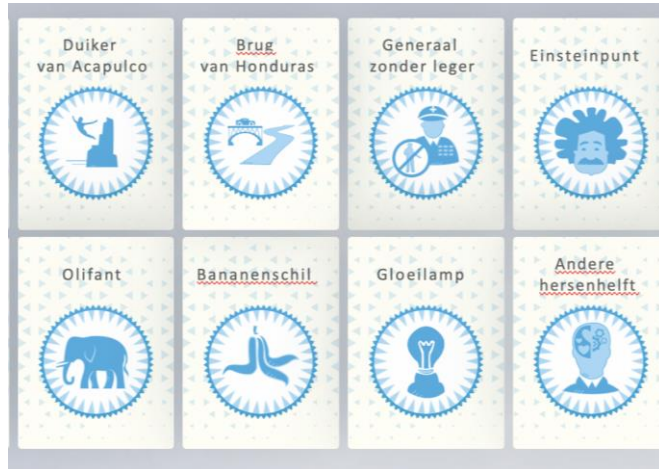 Duiker
van Acapulco
Brug
van Honduras
Generaal
zonder leger
Einsteinpunt
Olifant
Bananenschil
Gloeilamp
Andere
hersenhelft